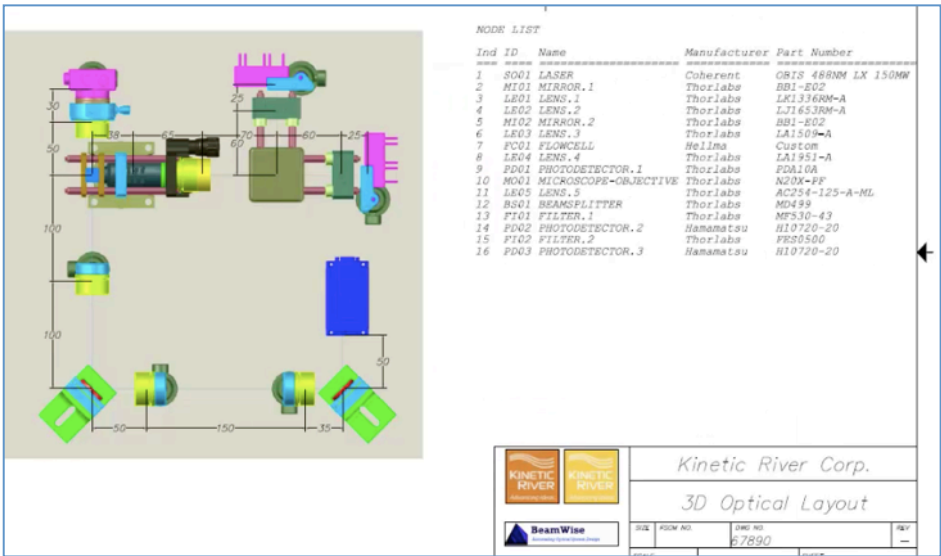 NODE LIST
Ind ID Name Manufacturer Part Number
1 SO01 LASER Coherent OBIS 488NM LX 150MW
2 MI01 MIRROR.1 Thorlabs BB1-E02
3 LE01 LENS.1 Thorlabs LK1336RM-A
4 LE02 LENS.2 Thorlabs LJ1653RM-A
5 MI02 MIRROR.2 Thorlabs BB1-E02
6 LE03 LENS.3 Thorlabs LA1509-A
7 FC01 FLOWCELL Hellma Custom
8 LE04 LENS.4 Thorlabs LA1951-A
9 PD01 PHOTODETECTOR.1 Thorlabs PDA10A
10 MO01 MICROSCOPE-OBJECTIVE Thorlabs N20X-PF
11 LE05 LENS.5 Thorlabs AC254-125-A-ML
12 BS01 BEAMSPLITTER Thorlabs MD499
13 FI01 FILTER.1 Thorlabs MF530-43
14 PD02 PHOTODETECTOR.2 Hamamatsu H10720-20
15 FI02 FILTER.2 Thorlabs FES0500
16 PD03 PHOTODETECTOR.3 Hamamatsu H10720-20
30
25
38 65 60 70 60 25
50
100
100
50
50 150 35
KINETIC RIVER
KINETIC RIVER
Kinetic River Corp.
3D Optical Layout
BeamWise
SIZE FSCM NO. DWG NO. REV
67890 —